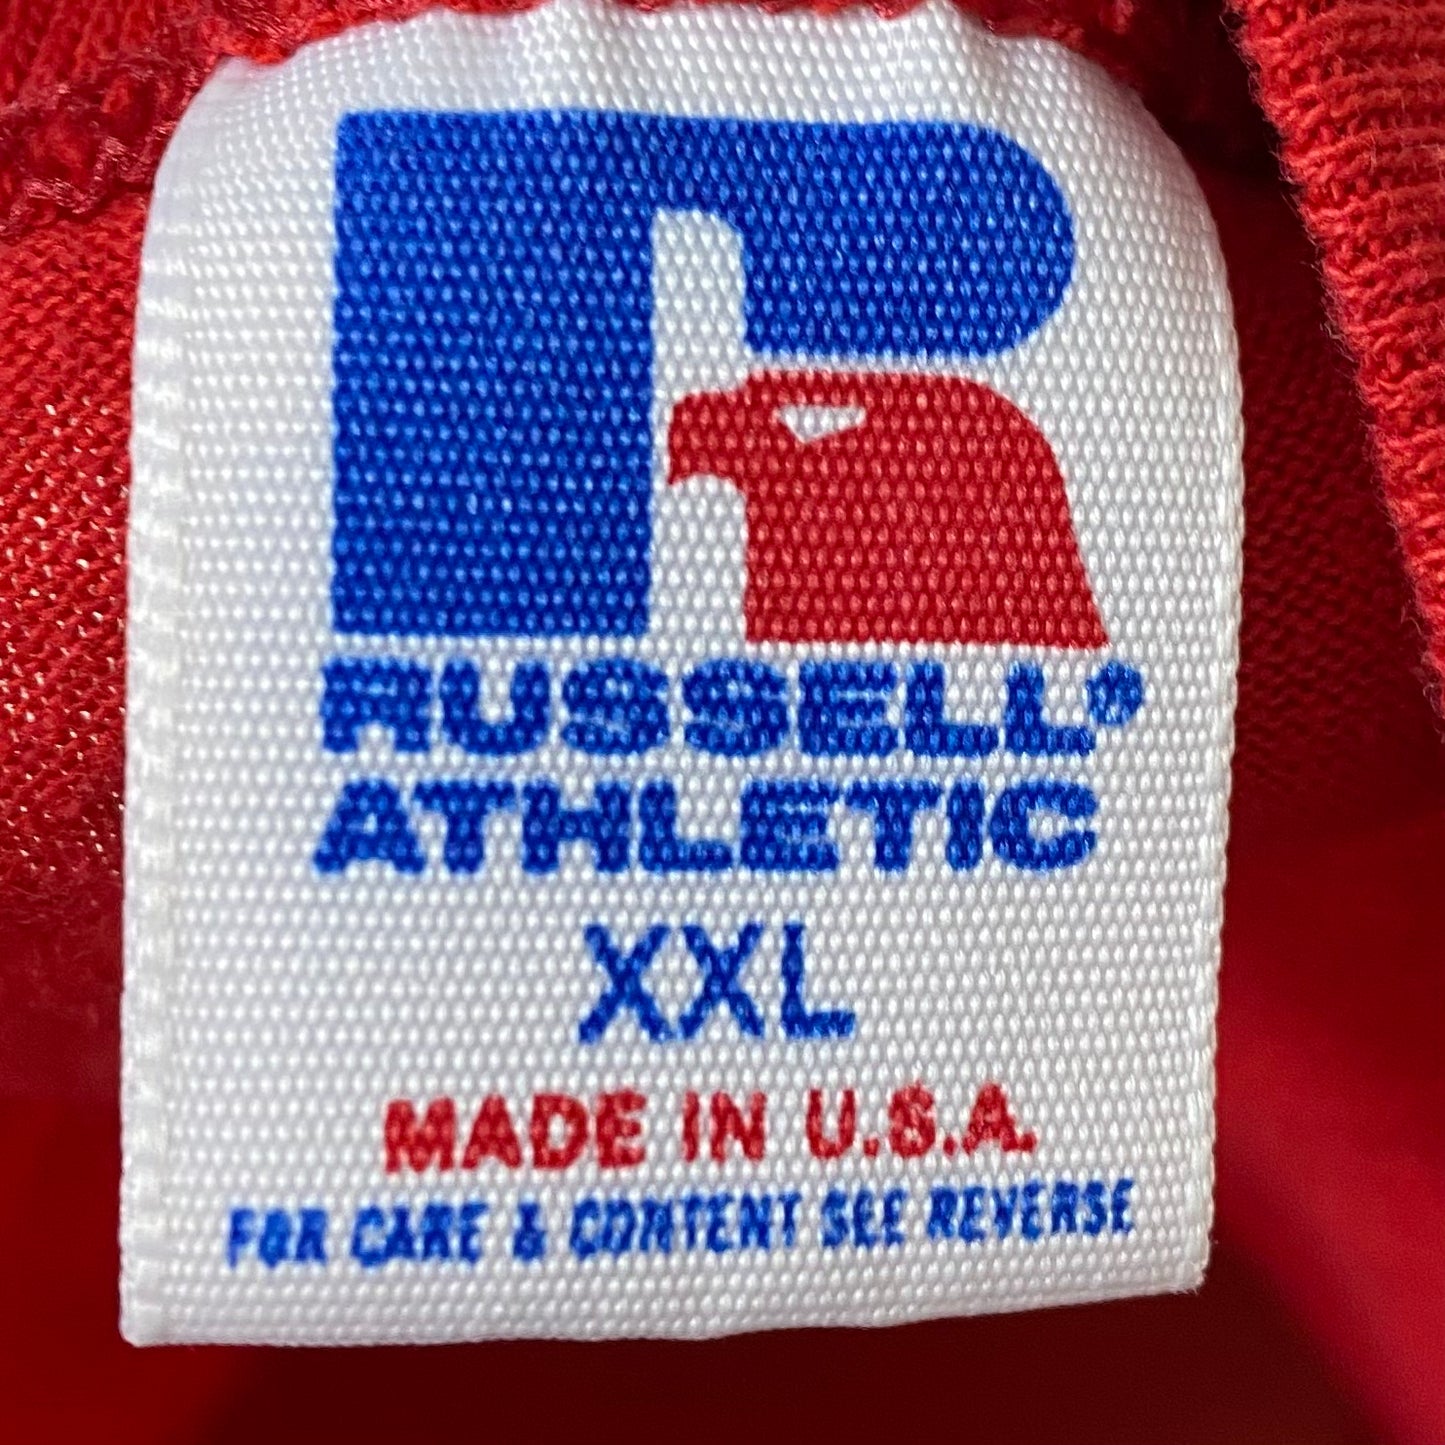 RUSSELL®
ATHLETIC
XXL
MADE IN U.S.A.
FOR CARE & CONTENT SEE REVERSE